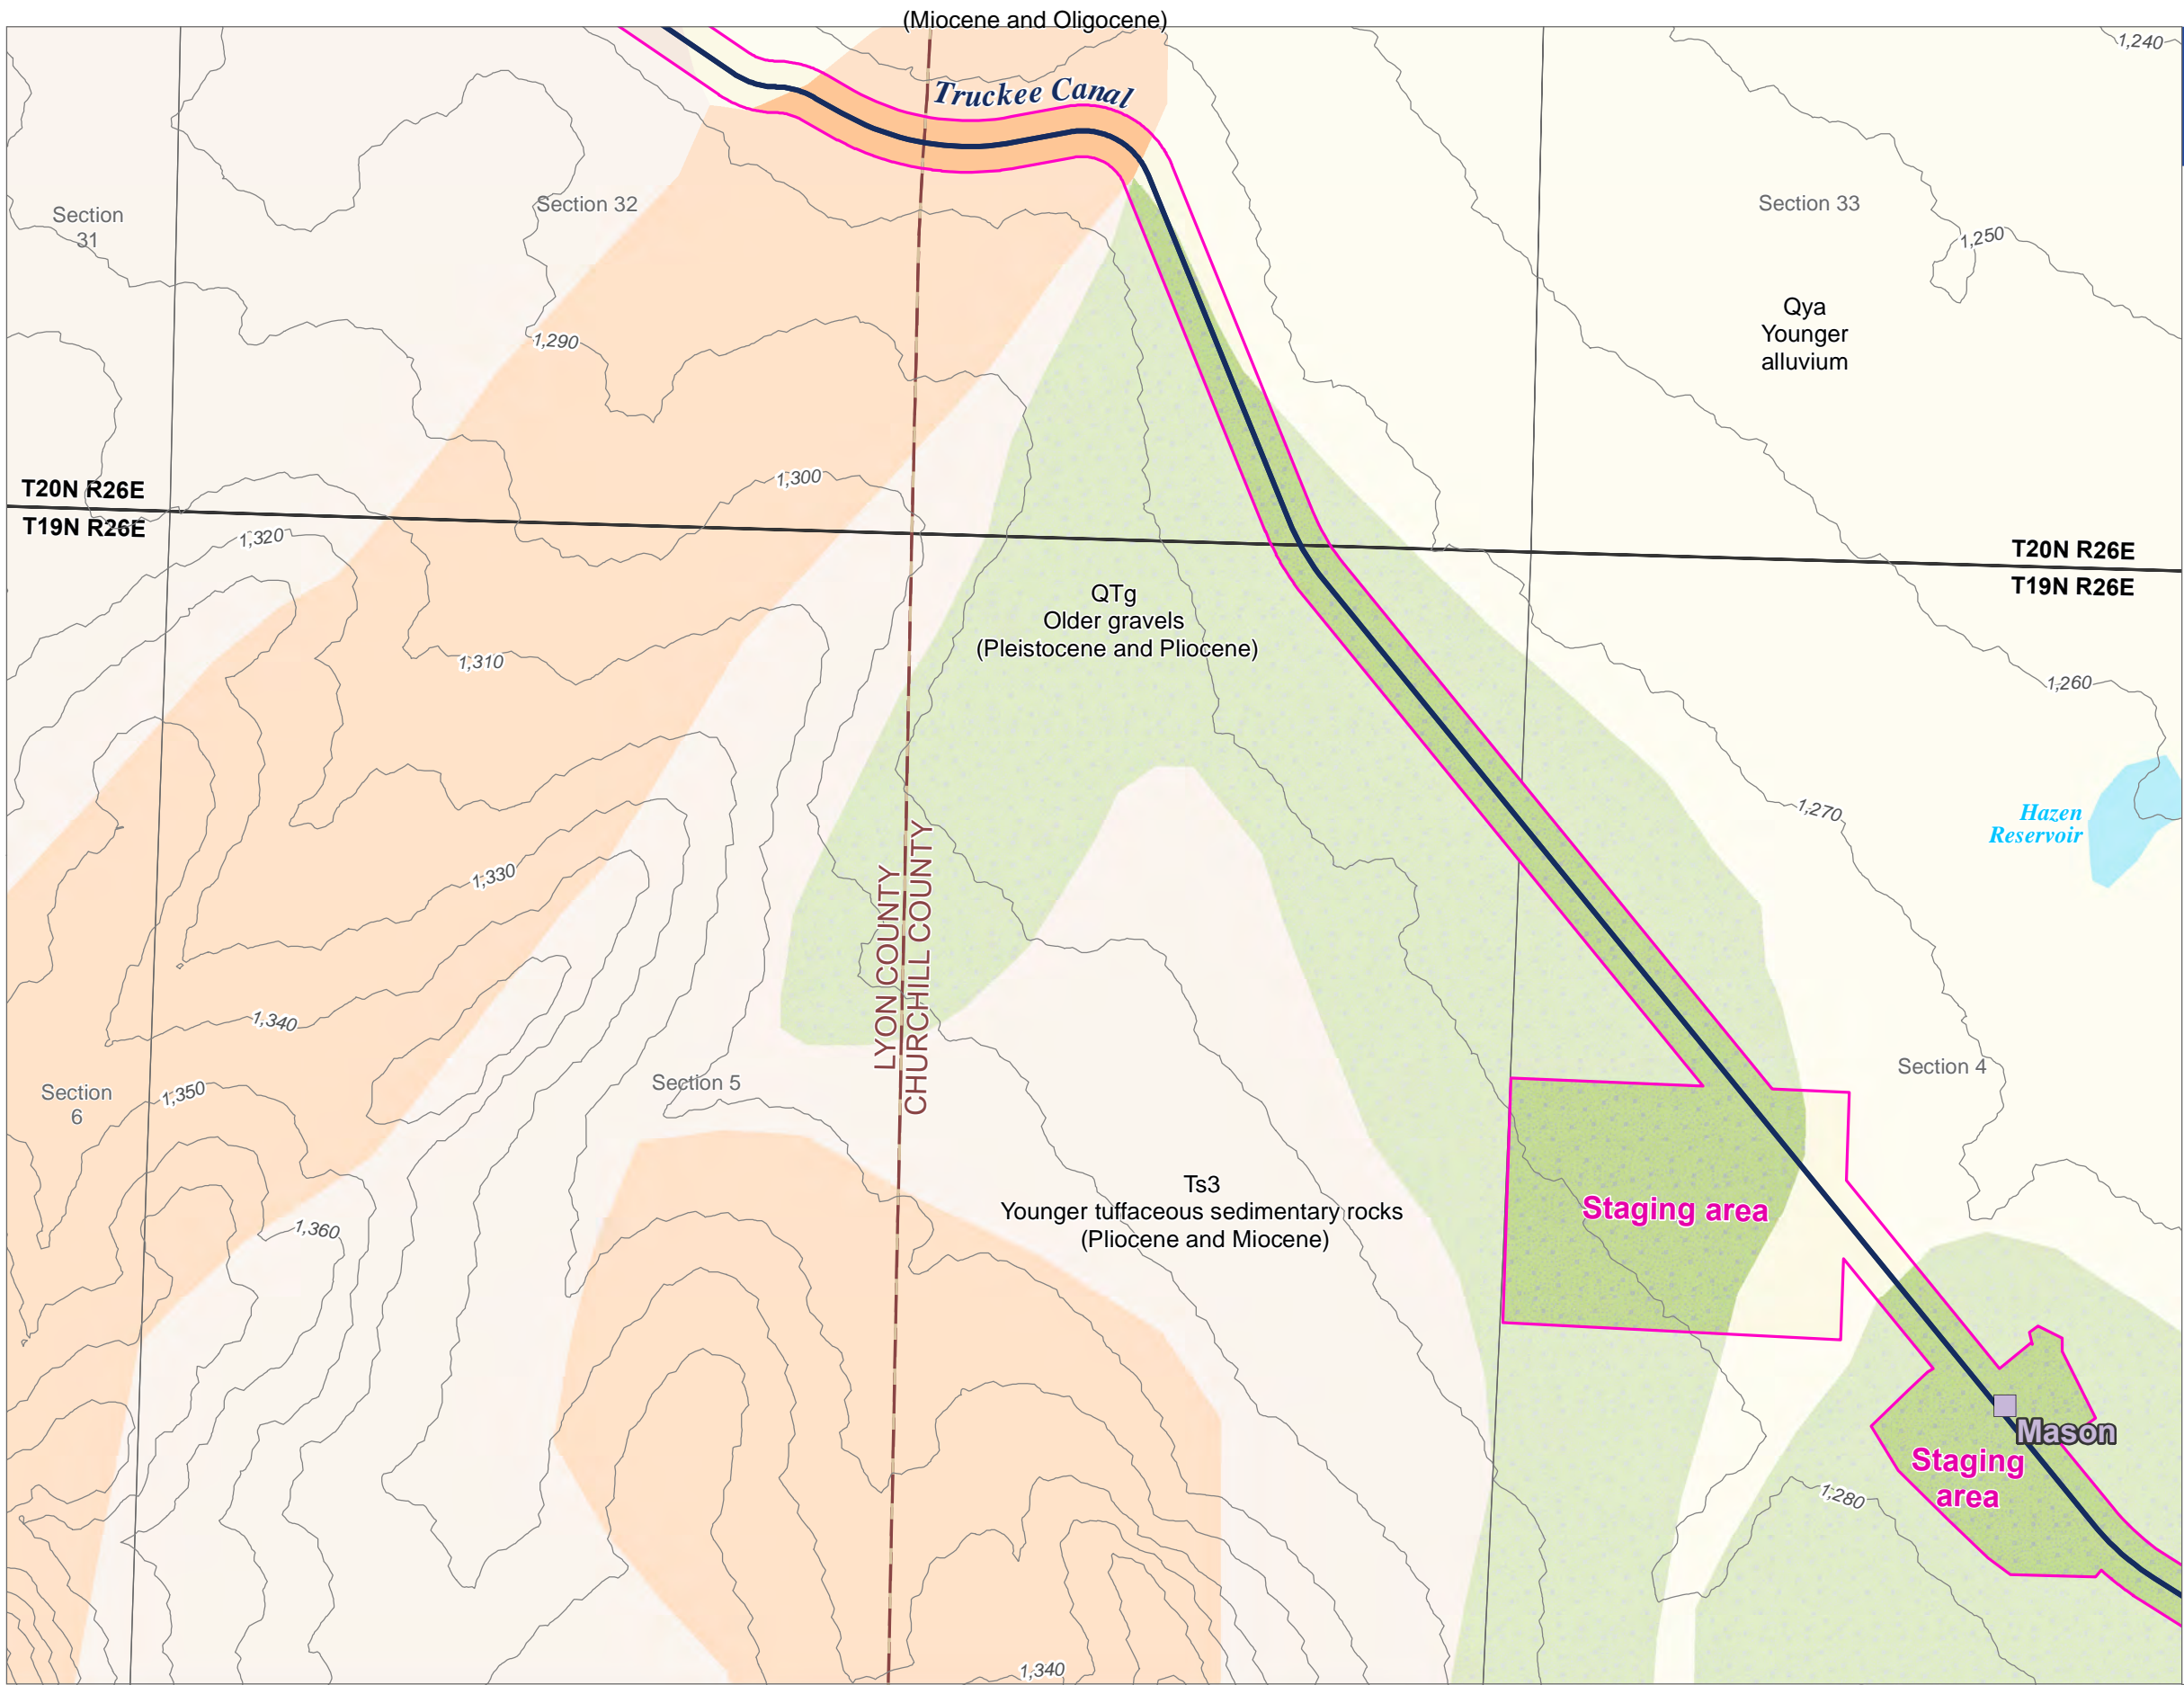 (Miocene and Oligocene)
1,240
Truckee Canal
Section 32
Section 33
Section
31
1,250
Qya
Younger
alluvium
1,290
1,300
T20N R26E
T19N R26E
1,320
T20N R26E
T19N R26E
QTg
Older gravels
(Pleistocene and Pliocene)
1,310
1,260
1,270
Hazen
Reservoir
1,330
LYON COUNTY
CHURCHILL COUNTY
1,340
Section 4
Section 5
Section
6
1,350
Ts3
Younger tuffaceous sedimentary rocks
(Pliocene and Miocene)
Staging area
1,360
Mason
Staging
area
1,280
1,340